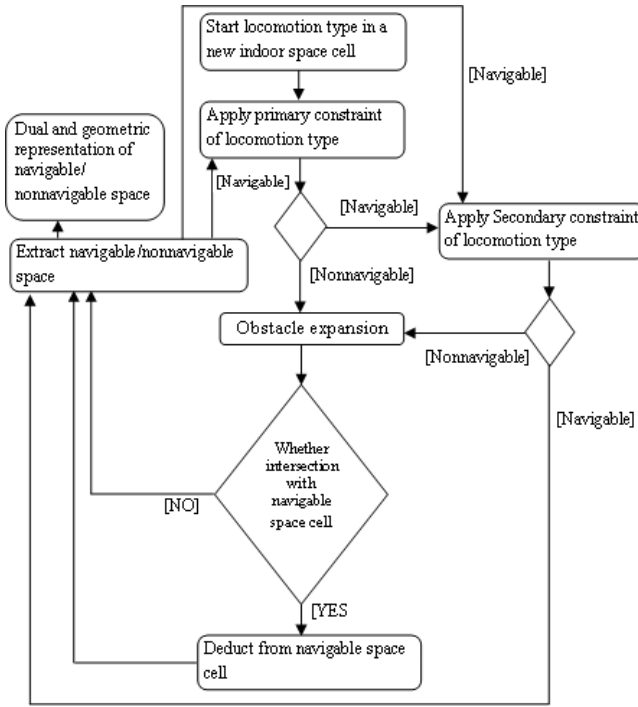 Start locomotion type in a
new indoor space cell
[Navigable]
Apply primary constraint
of locomotion type
Dual and geometric
representation of
navigable/
nonnavigable space
[Navigable]
[Navigable]
Apply Secondary constraint
of locomotion type
Extract navigable/nonnavigable
space
[Nonnavigable]
Obstacle expansion
[Nonnavigable]
[Navigable]
Whether
intersection
with
navigable
space cell
[NO]
[YES
Deduct from navigable space
cell